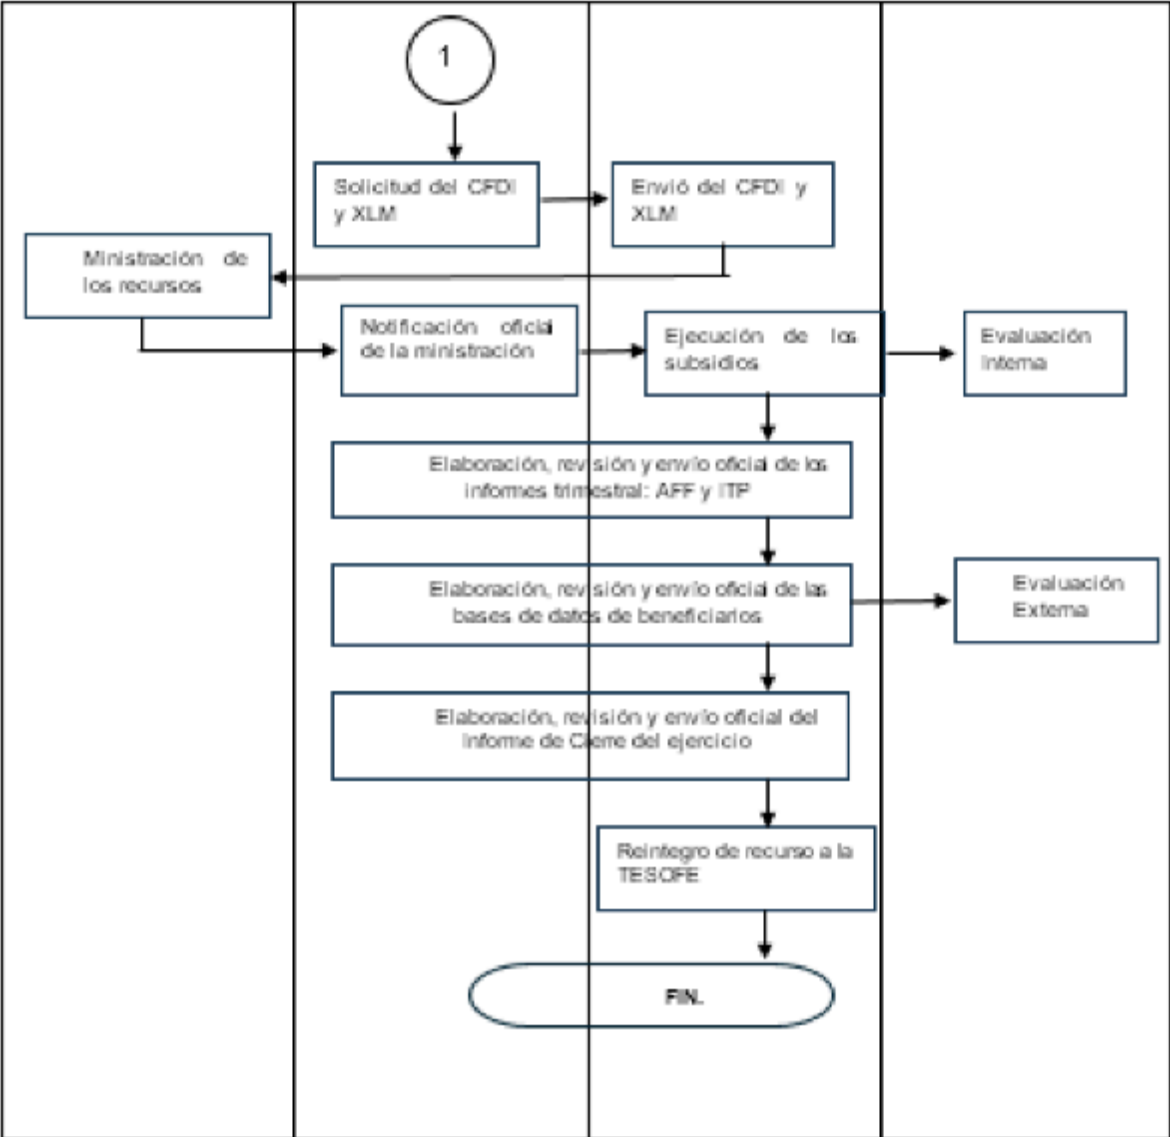 1
Solicitud del CFDI
y XLM
Envió del CFDI y
XLM
Ministración de
los recursos
Notificación oficial
de la ministración
Ejecución de los
subsidios
Evaluación
Interna
Elaboración, revisión y envío oficial de los
informes trimestral: AFF y ITP
Elaboración, revisión y envío oficial de las
bases de datos de beneficiarios
Evaluación
Externa
Elaboración, revisión y envío oficial del
Informe de Cierre del ejercicio
Reintegro de recurso a la
TESOFE
FIN.